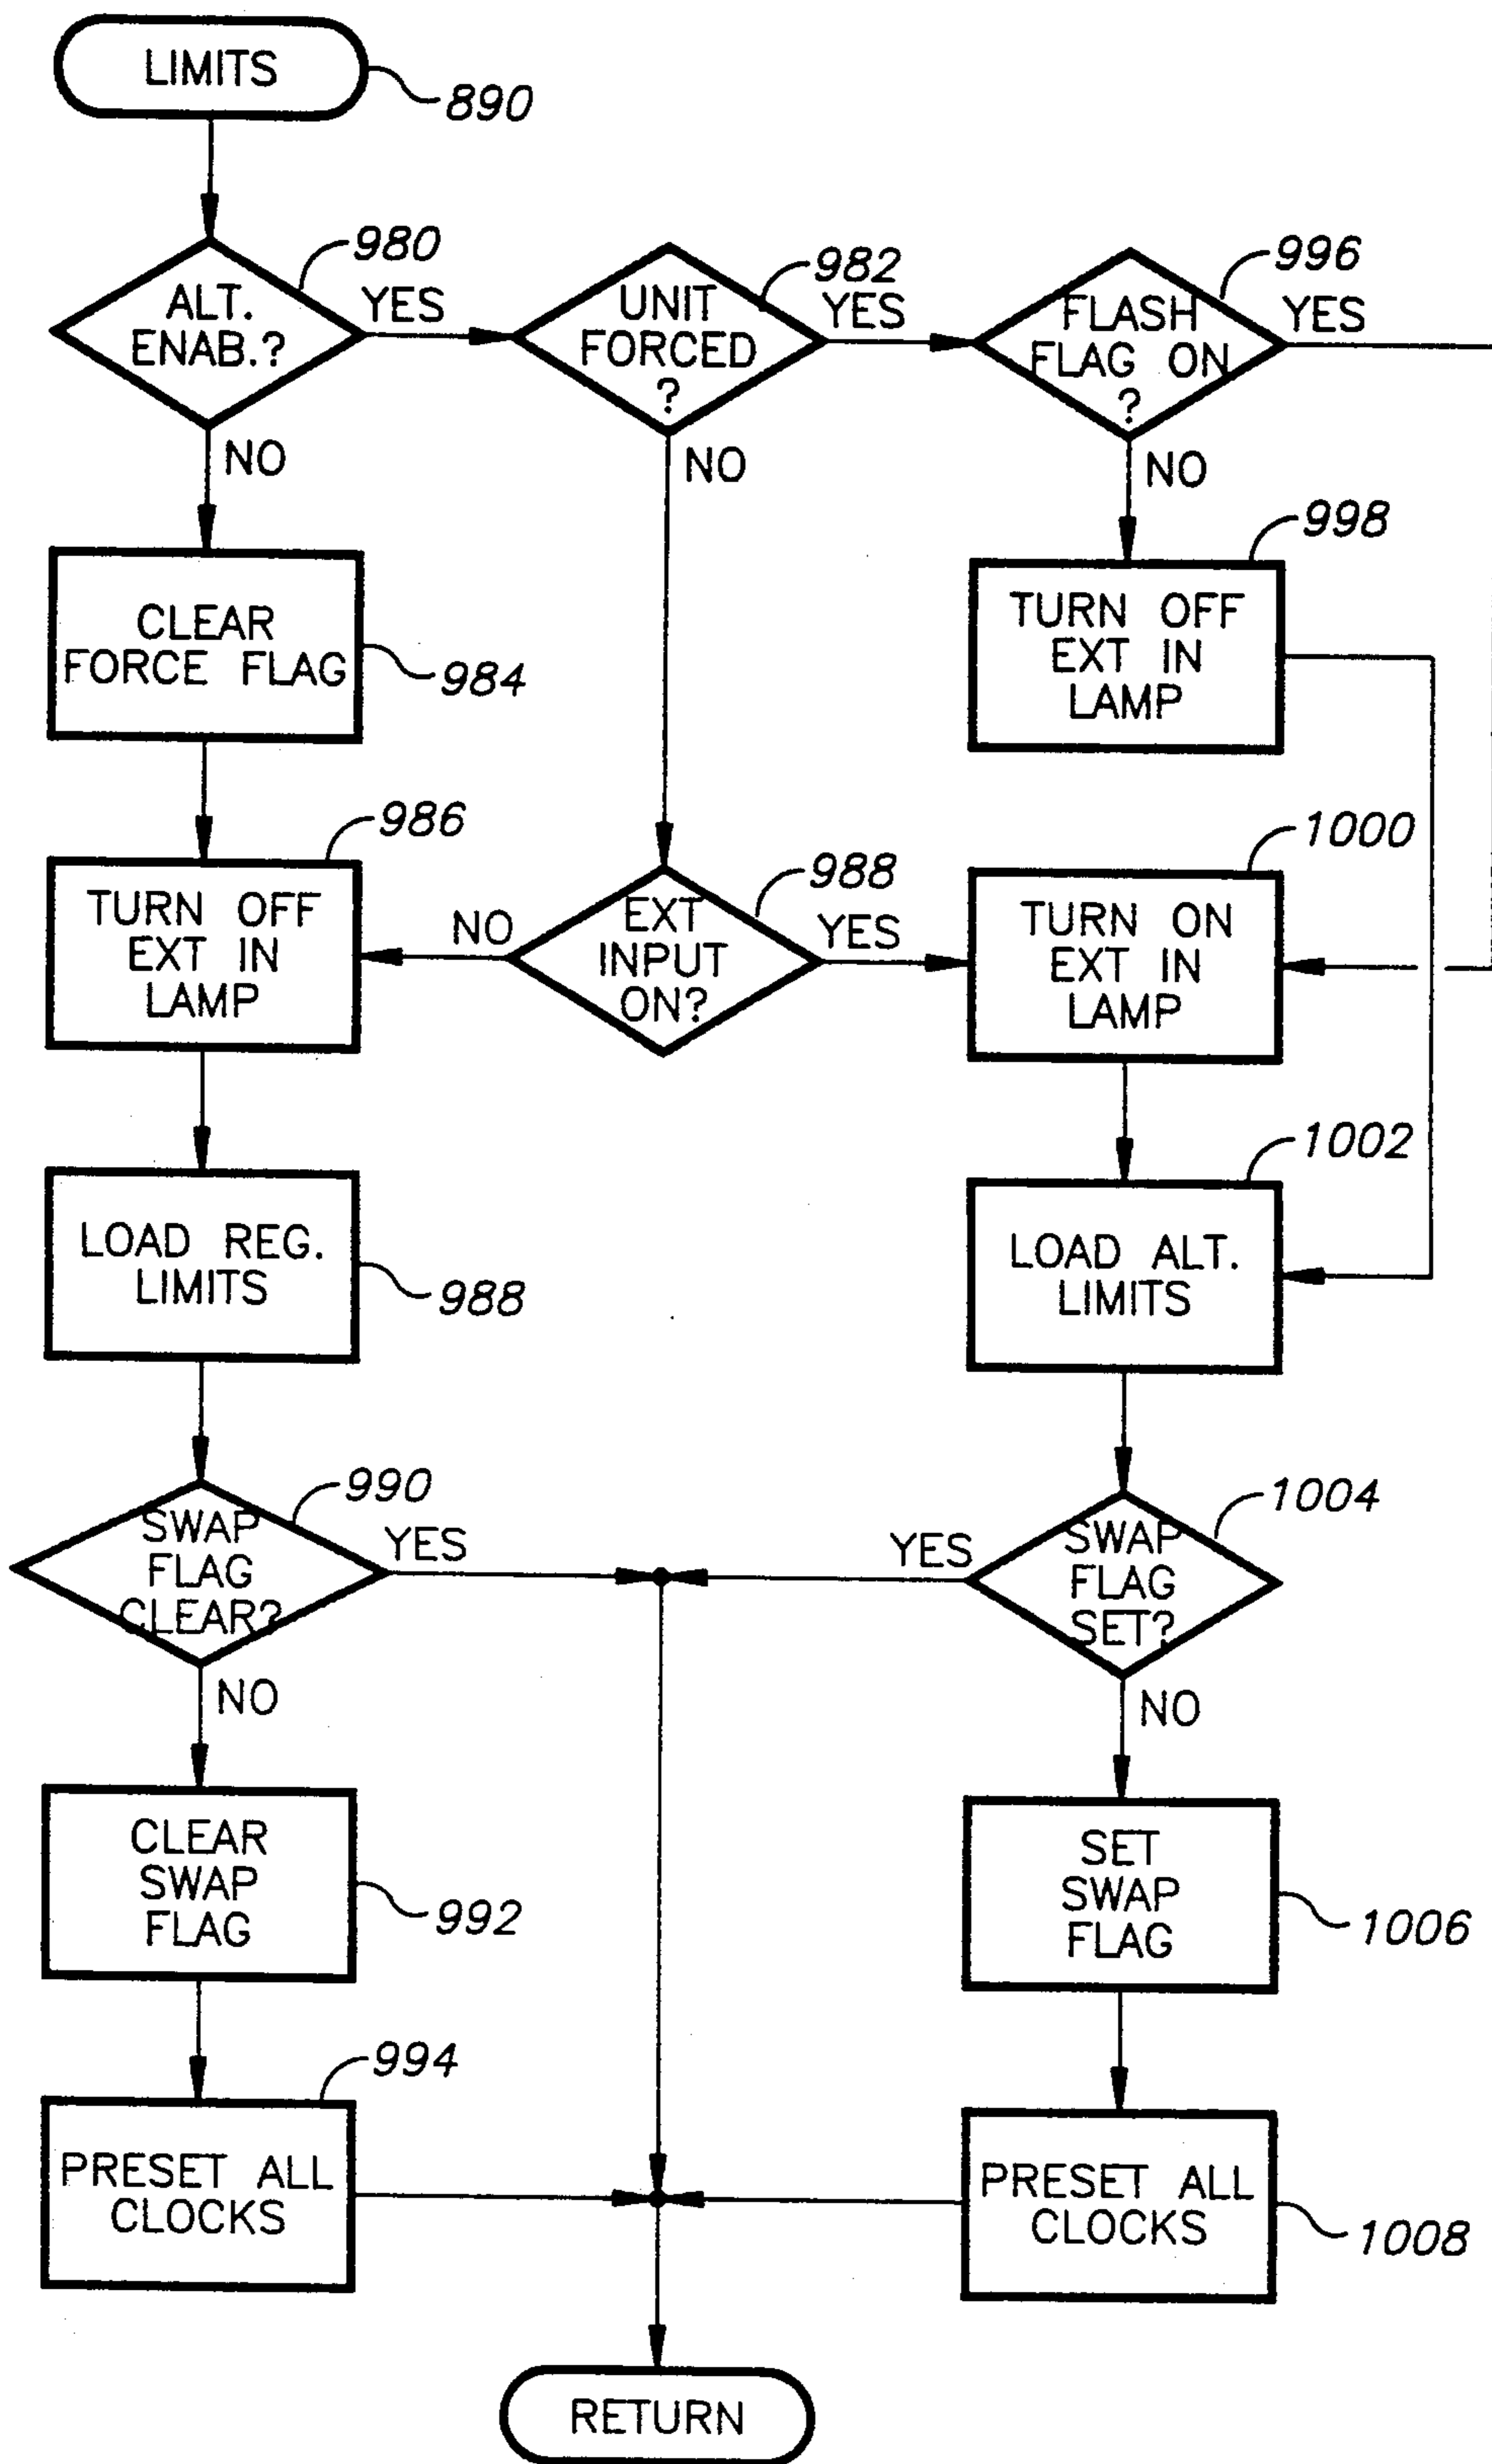 LIMITS
890
980
ALT.
ENAB.?
YES
NO
982
UNIT
FORCED
?
YES
NO
996
FLASH
FLAG ON
?
YES
NO
CLEAR
FORCE FLAG
984
998
TURN OFF
EXT IN
LAMP
986
TURN OFF
EXT IN
LAMP
NO
988
EXT
INPUT
ON?
YES
1000
TURN ON
EXT IN
LAMP
LOAD REG.
LIMITS
988
1002
LOAD ALT.
LIMITS
990
SWAP
FLAG
CLEAR?
YES
NO
1004
YES
SWAP
FLAG
SET?
NO
CLEAR
SWAP
FLAG
992
SET
SWAP
FLAG
1006
994
PRESET ALL
CLOCKS
PRESET ALL
CLOCKS
1008
RETURN